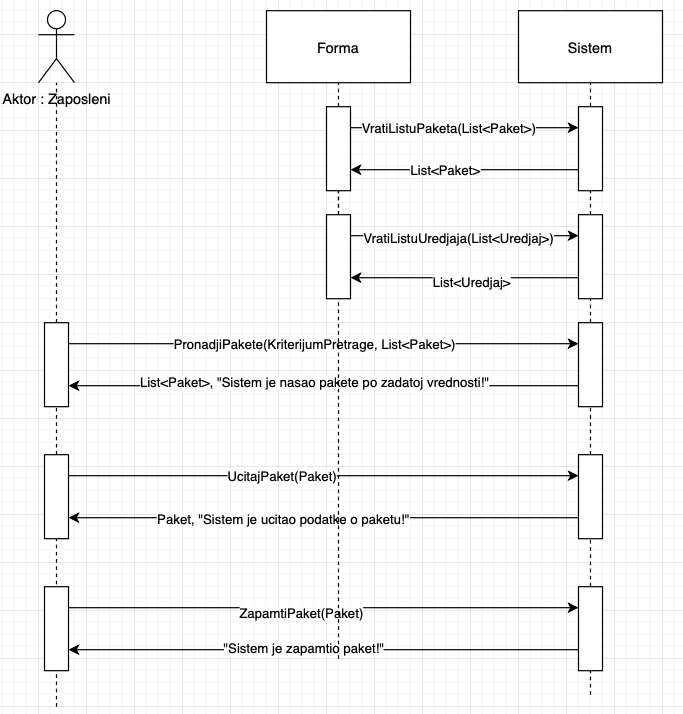 Forma
Sistem
Aktor : Zaposleni
VratiListuPaketa(List<Paket>)
List<Paket>
VratiListuUredjaja(List<Uredjaj>)
List<Uredjaj>
PronadjiPakete(KriterijumPretrage, List<Paket>)
List<Paket>, "Sistem je nasao pakete po zadatoj vrednosti!"
UcitajPaket(Paket)
Paket, "Sistem je ucitao podatke o paketu!"
ZapamtiPaket(Paket)
"Sistem je zapamtio paket!"